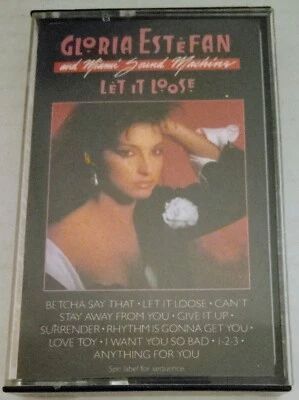 GLORIA ESTEFAN
and Miami Sound Machine
LET IT LOOSE
BETCHA SAY THAT • LET IT LOOSE • CAN'T
STAY AWAY FROM YOU • GIVE IT UP •
SURRENDER • RHYTHM IS GONNA GET YOU •
LOVE TOY • I WANT YOU SO BAD • 1-2-3 •
ANYTHING FOR YOU
See label for sequence.